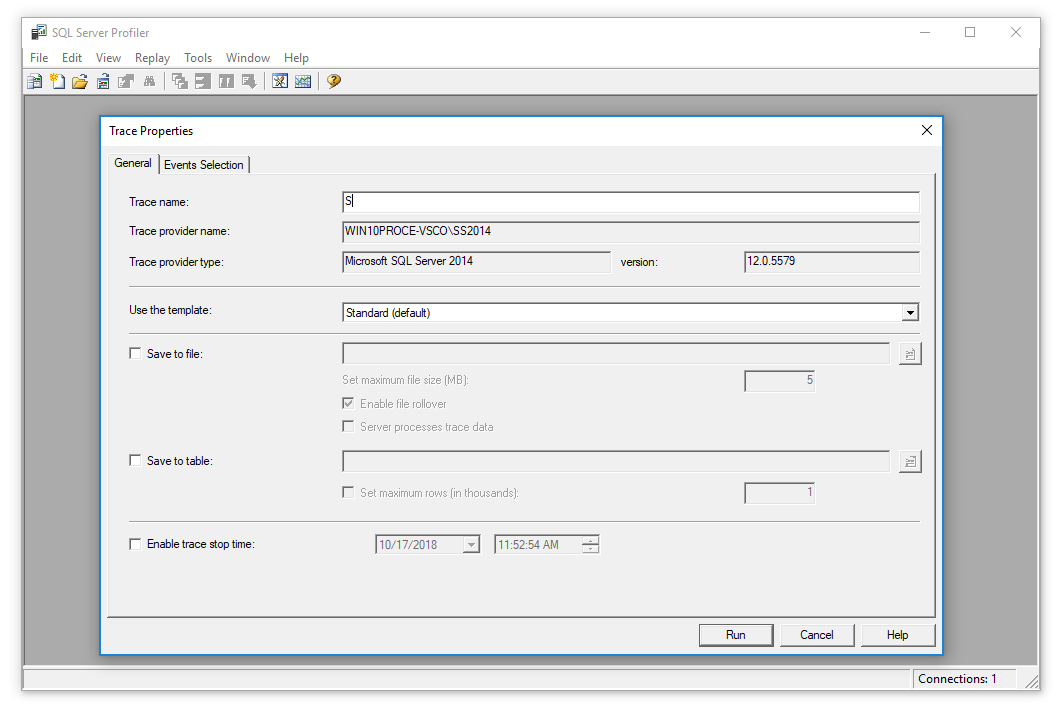 SQL Server Profiler
File Edit View Replay Tools Window Help
Trace Properties
General Events Selection
Trace name: S
Trace provider name: WIN10PROCE-VSCO\SS2014
Trace provider type: Microsoft SQL Server 2014 version: 12.0.5579
Use the template: Standard (default)
Save to file:
Set maximum file size (MB): 5
Enable file rollover
Server processes trace data
Save to table:
Set maximum rows (in thousands): 1
Enable trace stop time: 10/17/2018 11:52:54 AM
Run Cancel Help
Connections: 1